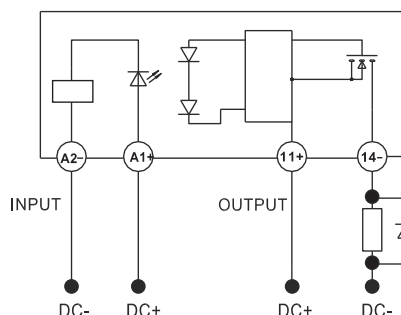 A2- A1+ 11+ 14-
INPUT OUTPUT
DC- DC+ DC+ DC-